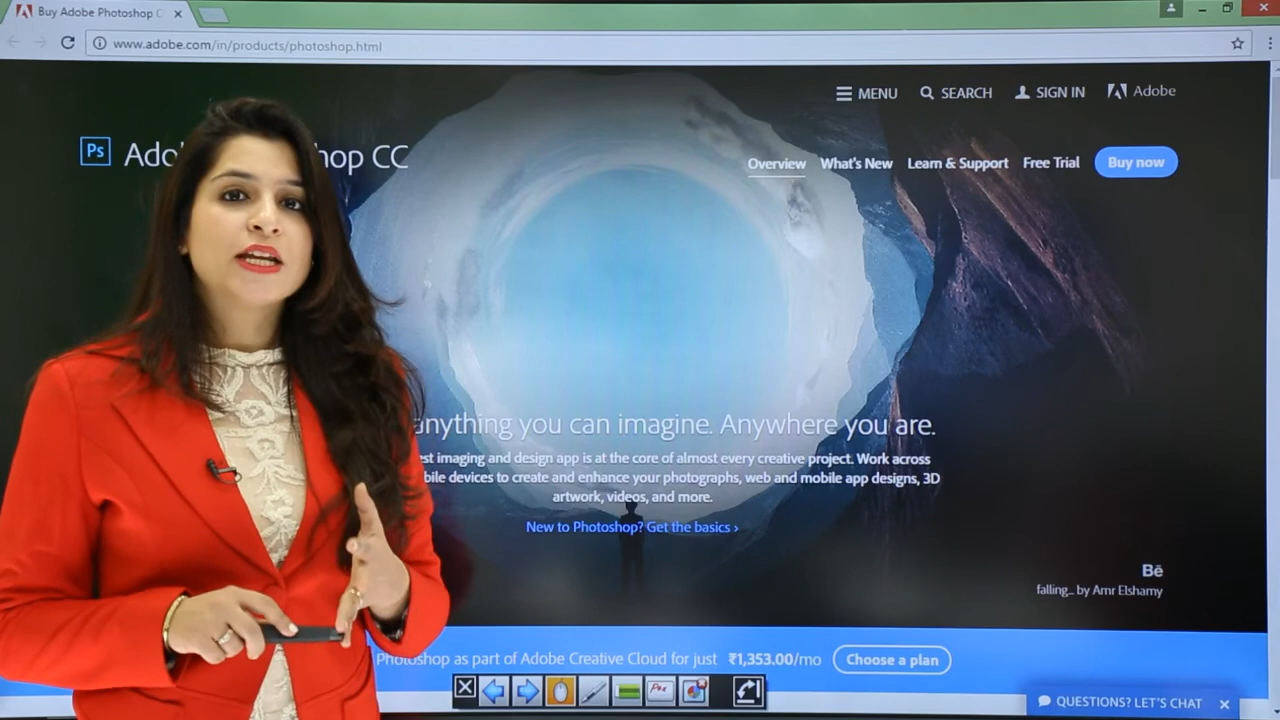 Buy Adobe Photoshop C
www.adobe.com/in/products/photoshop.html
MENU SEARCH SIGN IN Adobe
Ps Ado hop CC
Overview What's New Learn & Support Free Trial Buy now
anything you can imagine. Anywhere you are.
est imaging and design app is at the core of almost every creative project. Work across
bile devices to create and enhance your photographs, web and mobile app designs, 3D
artwork, videos, and more.
New to Photoshop? Get the basics ›
Bē
falling... by Amr Elshamy
Photoshop as part of Adobe Creative Cloud for just ₹1,353.00/mo Choose a plan
Pen
QUESTIONS? LET'S CHAT